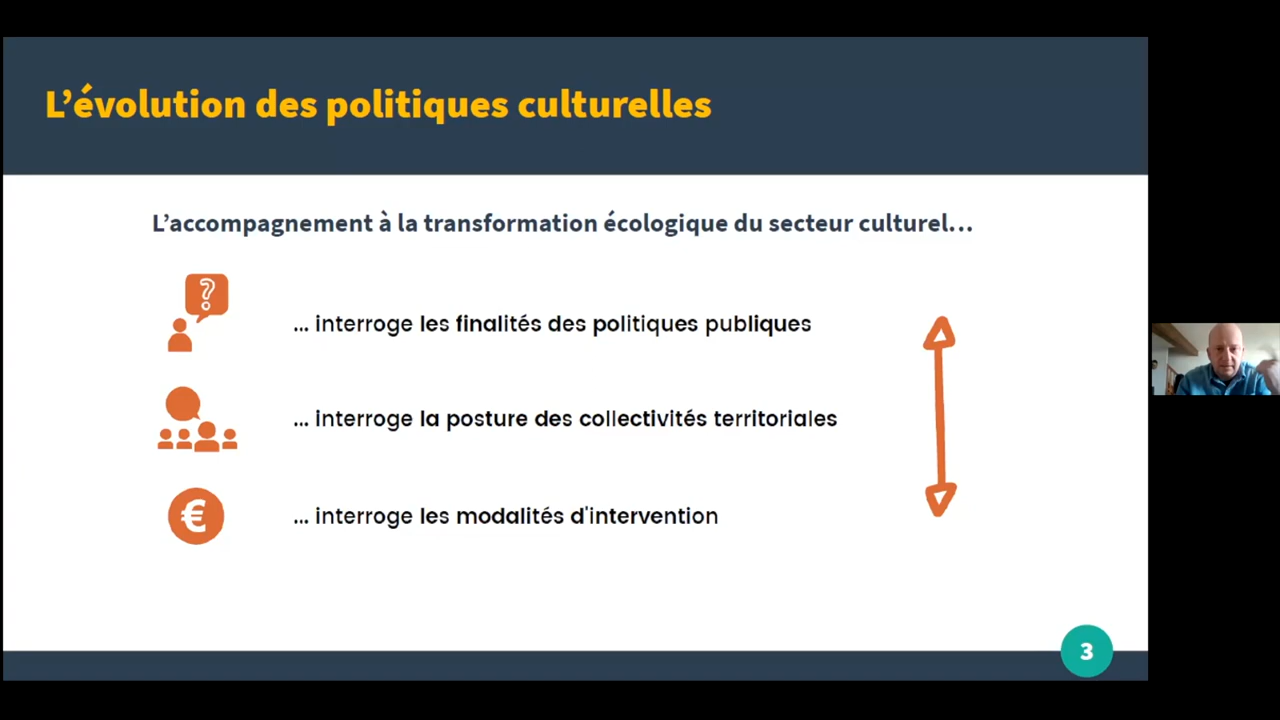 L'évolution des politiques culturelles
L'accompagnement à la transformation écologique du secteur culturel...
?
... interroge les finalités des politiques publiques
... interroge la posture des collectivités territoriales
€
... interroge les modalités d'intervention
3